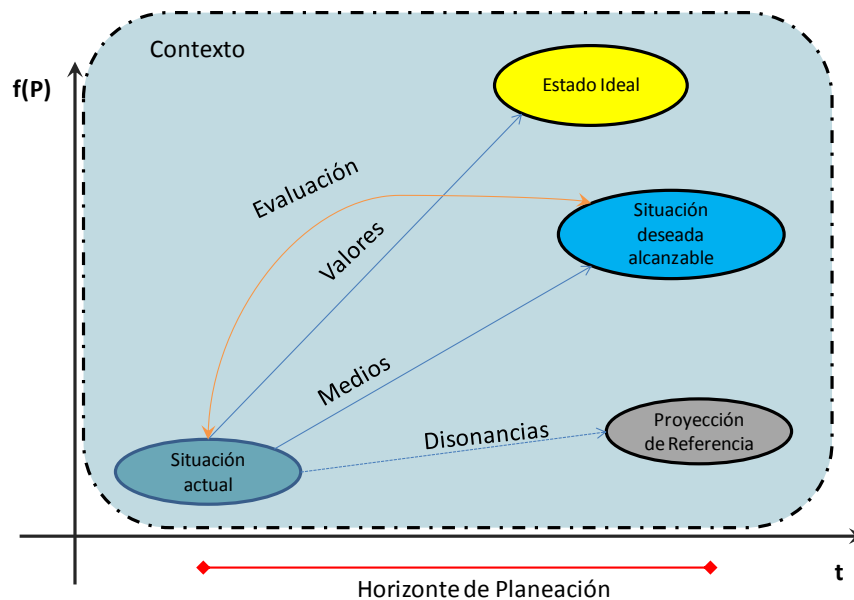 Contexto
f(P)
Estado Ideal
Evaluación
Valores
Situación
deseada
alcanzable
Medios
Disonancias
Proyección
de Referencia
Situación
actual
t
Horizonte de Planeación